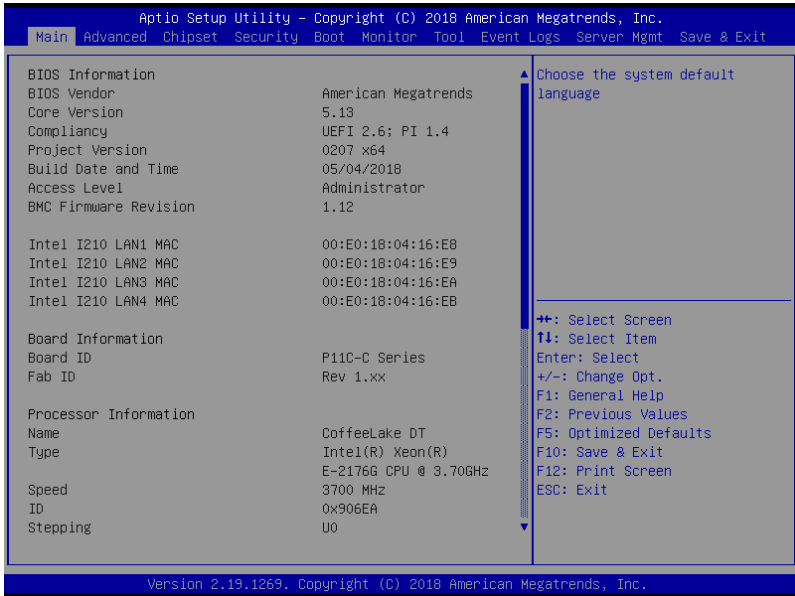 Aptio Setup Utility – Copyright (C) 2018 American Megatrends, Inc.
Main Advanced Chipset Security Boot Monitor Tool Event Logs Server Mgmt Save & Exit
BIOS Information
BIOS Vendor American Megatrends
Core Version 5.13
Compliancy UEFI 2.6; PI 1.4
Project Version 0207 x64
Build Date and Time 05/04/2018
Access Level Administrator
BMC Firmware Revision 1.12
Intel I210 LAN1 MAC 00:E0:18:04:16:E8
Intel I210 LAN2 MAC 00:E0:18:04:16:E9
Intel I210 LAN3 MAC 00:E0:18:04:16:EA
Intel I210 LAN4 MAC 00:E0:18:04:16:EB
Board Information
Board ID P11C-C Series
Fab ID Rev 1.xx
Processor Information
Name CoffeeLake DT
Type Intel(R) Xeon(R)
E-2176G CPU @ 3.70GHz
Speed 3700 MHz
ID 0x906EA
Stepping U0
Choose the system default
language
→←: Select Screen
↑↓: Select Item
Enter: Select
+/-: Change Opt.
F1: General Help
F2: Previous Values
F5: Optimized Defaults
F10: Save & Exit
F12: Print Screen
ESC: Exit
Version 2.19.1269. Copyright (C) 2018 American Megatrends, Inc.